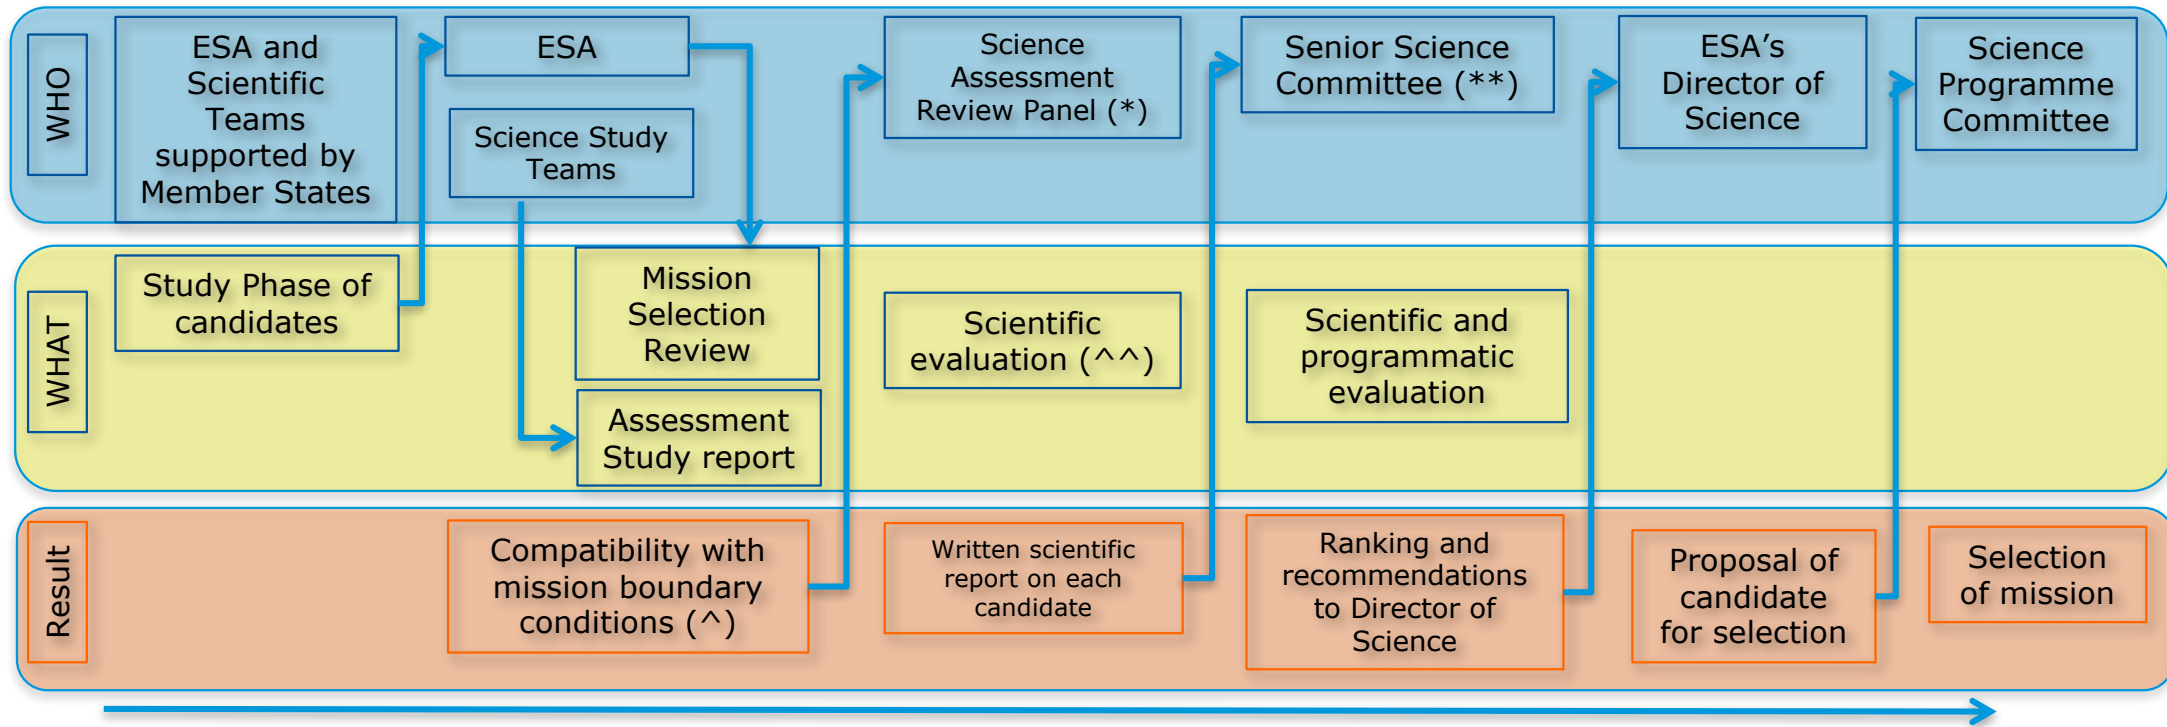 WHO
ESA and
Scientific
Teams
supported by
Member States
ESA
Science Study
Teams
Science
Assessment
Review Panel (*)
Senior Science
Committee (**)
ESA’s
Director of
Science
Science
Programme
Committee
WHAT
Study Phase of
candidates
Mission
Selection
Review
Assessment
Study report
Scientific
evaluation (^^)
Scientific and
programmatic
evaluation
Result
Compatibility with
mission boundary
conditions (^)
Written scientific
report on each
candidate
Ranking and
recommendations
to Director of
Science
Proposal of
candidate
for selection
Selection
of mission